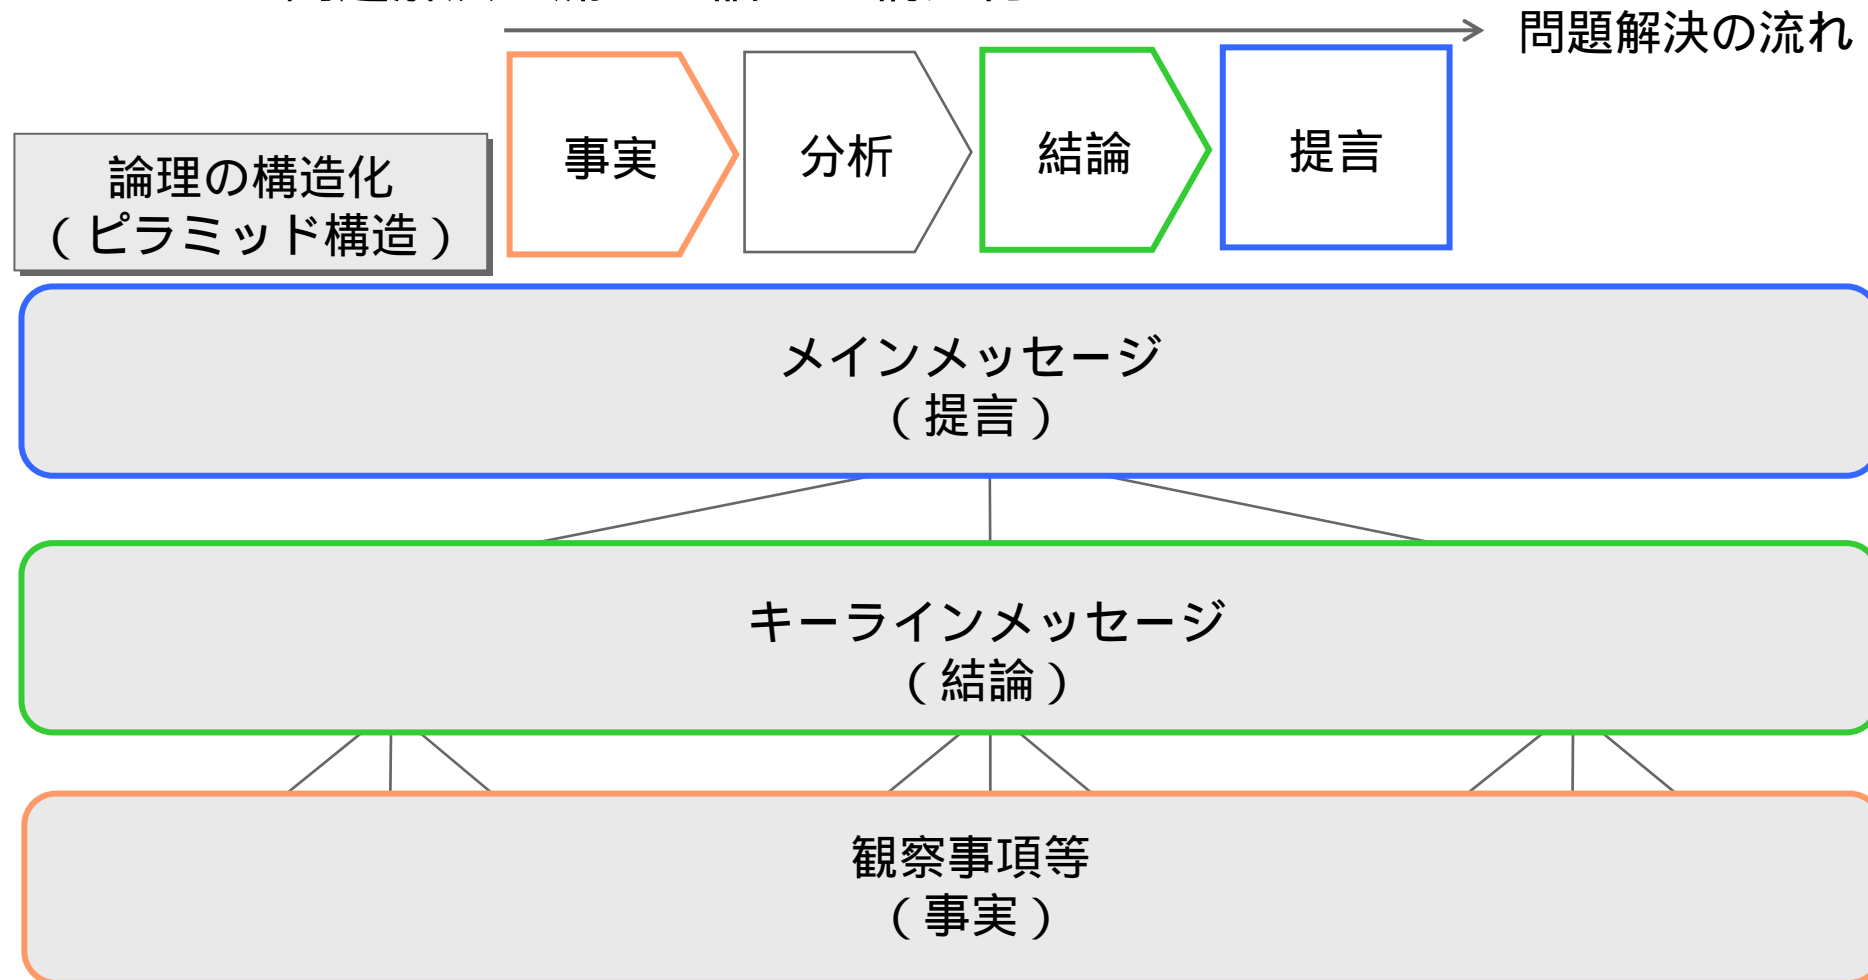 問題解決の流れ
事実
分析
結論
提言
論理の構造化
（ピラミッド構造）
メインメッセージ
（提言）
キーラインメッセージ
（結論）
観察事項等
（事実）